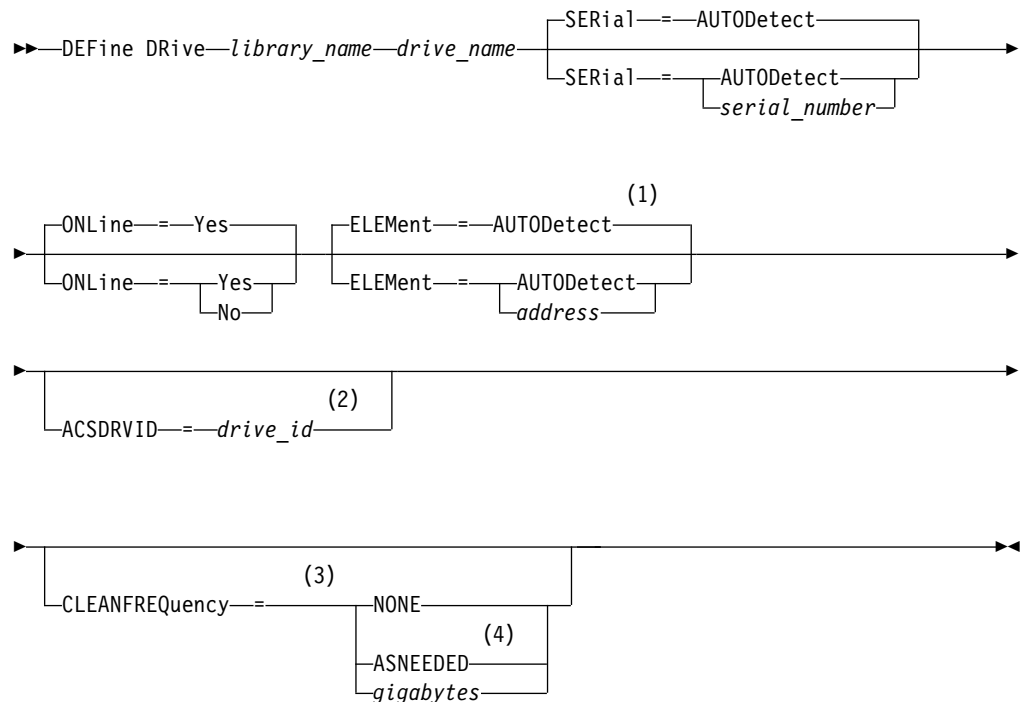 SERial = AUTODetect
DEFine DRive library_name drive_name
SERial = AUTODetect
serial_number
(1)
ONLine = Yes ELEMent = AUTODetect
ONLine = Yes ELEMent = AUTODetect
No address
(2)
ACSDRVID = drive_id
(3)
CLEANFREQuency = NONE
(4)
ASNEEDED
gigabytes